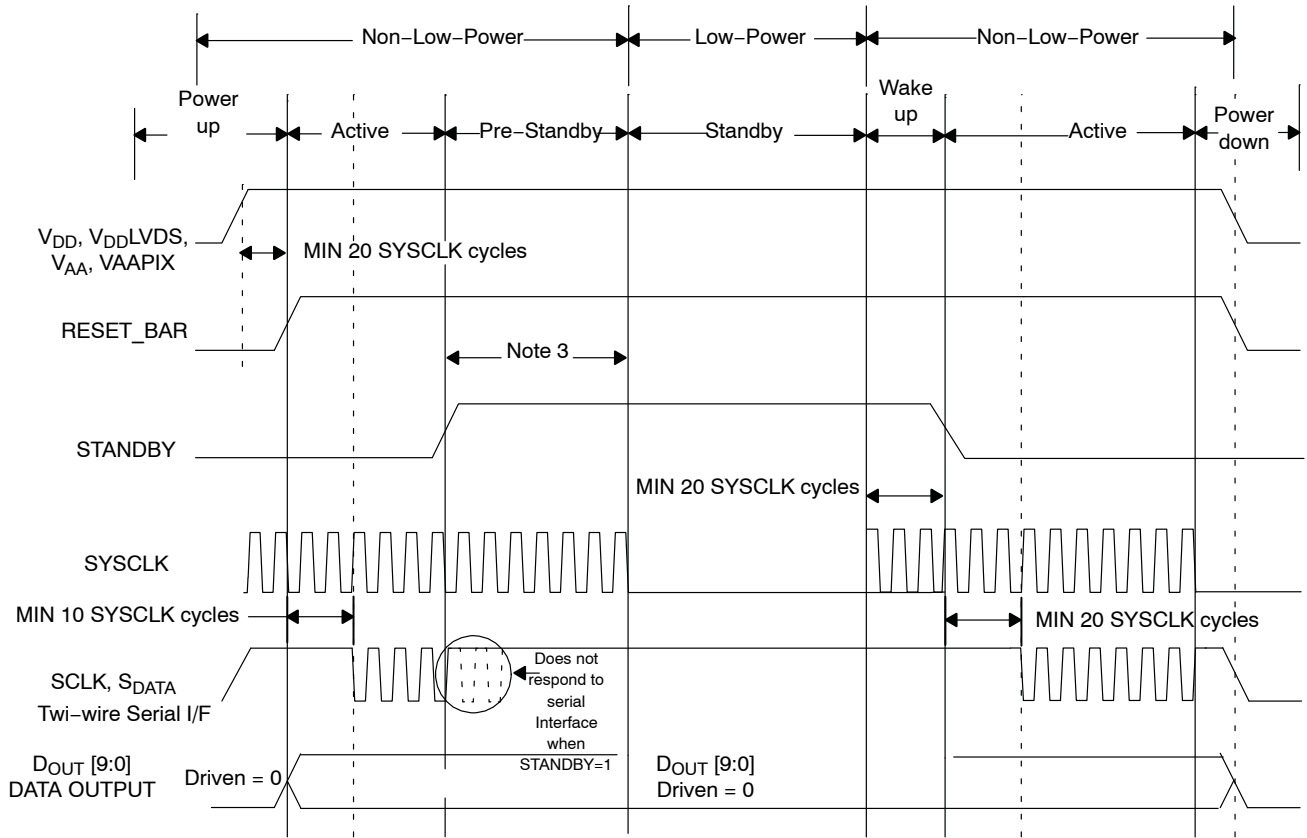 Non-Low-Power Low-Power Non-Low-Power
Power
up
Active
Pre-Standby
Standby
Wake
up
Active
Power
down
VDD, VDDLVDS,
VAA, VAAPIX
MIN 20 SYSCLK cycles
RESET_BAR
Note 3
STANDBY
MIN 20 SYSCLK cycles
SYSCLK
MIN 10 SYSCLK cycles
MIN 20 SYSCLK cycles
SCLK, SDATA
Twi-wire Serial I/F
Does not
respond to
serial
Interface
when
STANDBY=1
DOUT [9:0]
DATA OUTPUT
Driven = 0
DOUT [9:0]
Driven = 0